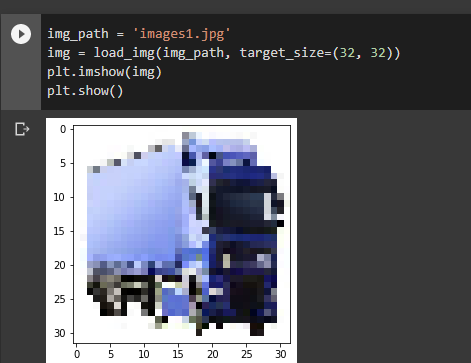 img_path = 'images1.jpg'
img = load_img(img_path, target_size=(32, 32))
plt.imshow(img)
plt.show()
0
5
10
15
20
25
30
0 5 10 15 20 25 30